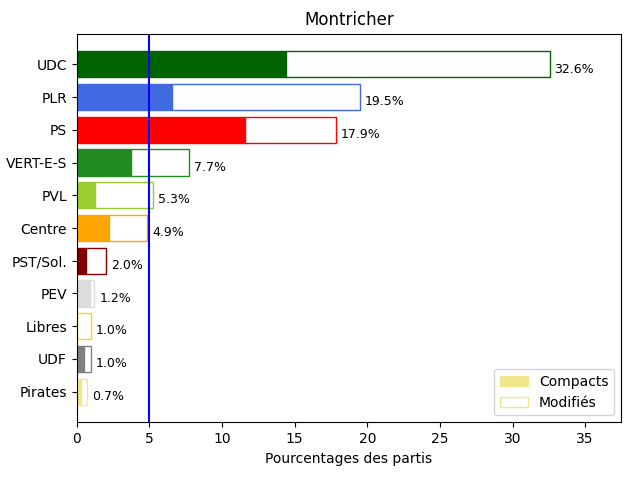 Montricher
UDC 32.6%
PLR 19.5%
PS 17.9%
VERT-E-S 7.7%
PVL 5.3%
Centre 4.9%
PST/Sol. 2.0%
PEV 1.2%
Libres 1.0%
UDF 1.0%
Pirates 0.7%
Compacts
Modifiés
0 5 10 15 20 25 30 35
Pourcentages des partis